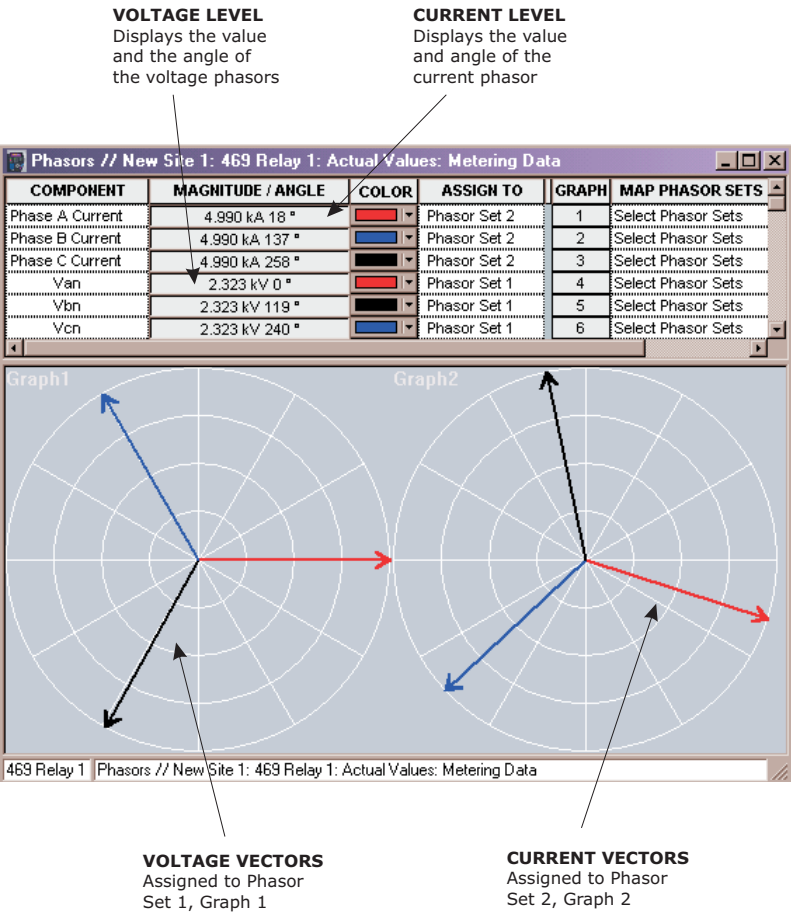 VOLTAGE LEVEL
Displays the value
and the angle of
the voltage phasors
CURRENT LEVEL
Displays the value
and angle of the
current phasor
Phasors // New Site 1: 469 Relay 1: Actual Values: Metering Data
COMPONENT MAGNITUDE / ANGLE COLOR ASSIGN TO GRAPH MAP PHASOR SETS
Phase A Current 4.990 kA 18 ° Phasor Set 2 1 Select Phasor Sets
Phase B Current 4.990 kA 137 ° Phasor Set 2 2 Select Phasor Sets
Phase C Current 4.990 kA 258 ° Phasor Set 2 3 Select Phasor Sets
Van 2.323 kV 0 ° Phasor Set 1 4 Select Phasor Sets
Vbn 2.323 kV 119 ° Phasor Set 1 5 Select Phasor Sets
Vcn 2.323 kV 240 ° Phasor Set 1 6 Select Phasor Sets
Graph1 Graph2
469 Relay 1 Phasors // New Site 1: 469 Relay 1: Actual Values: Metering Data
VOLTAGE VECTORS
Assigned to Phasor
Set 1, Graph 1
CURRENT VECTORS
Assigned to Phasor
Set 2, Graph 2